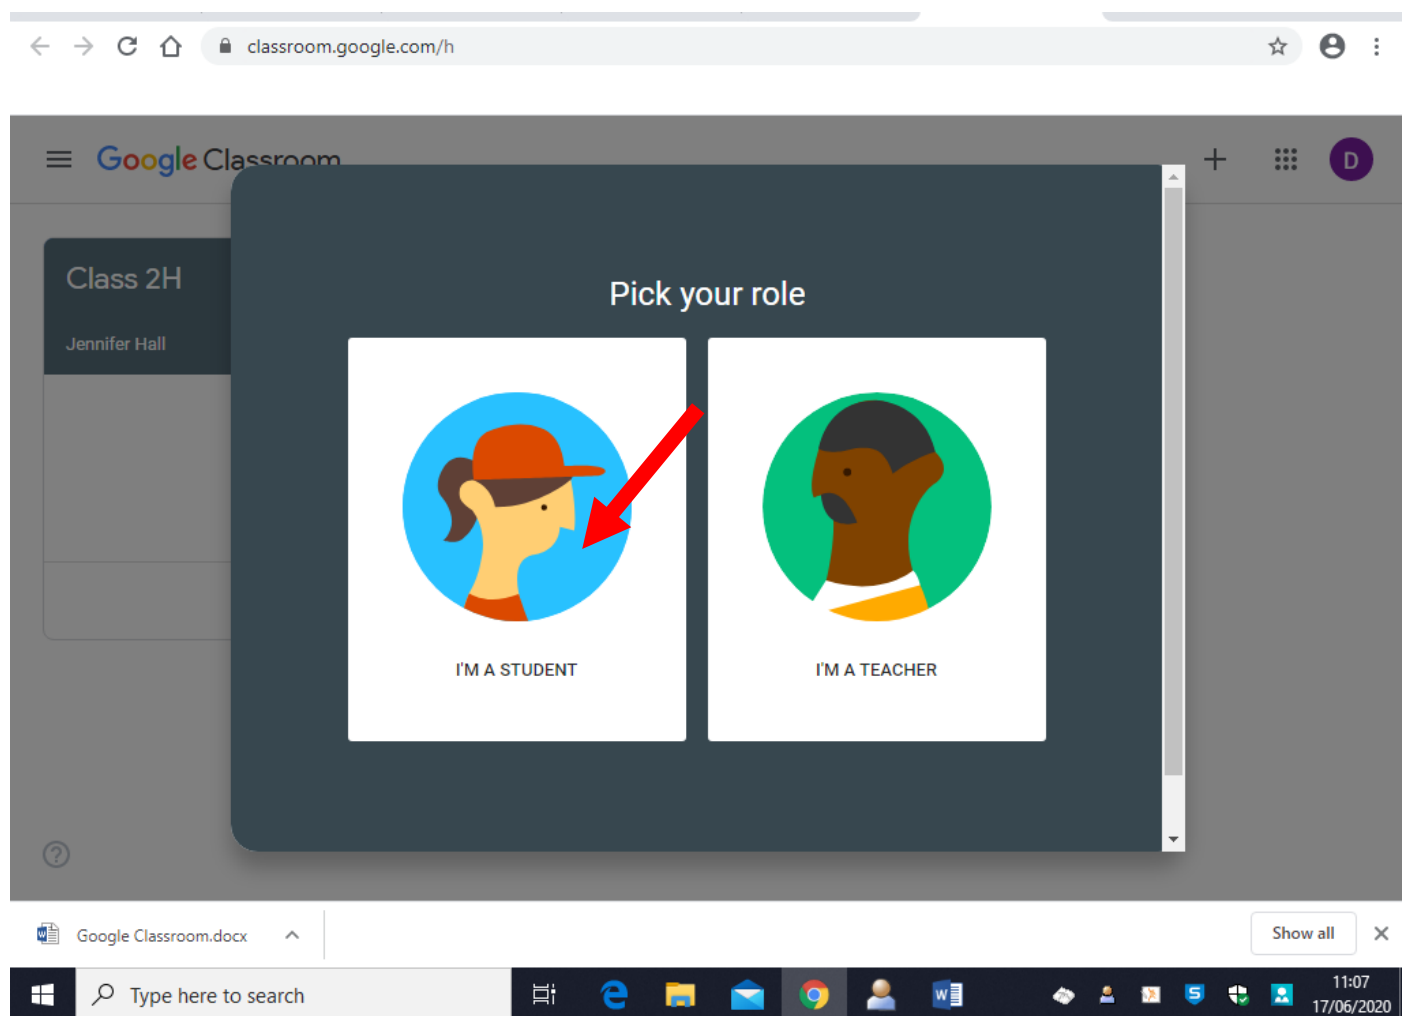 classroom.google.com/h
Google Classroom
D
Class 2H
Jennifer Hall
Pick your role
I'M A STUDENT
I'M A TEACHER
?
Google Classroom.docx
Show all
Type here to search
11:07
17/06/2020